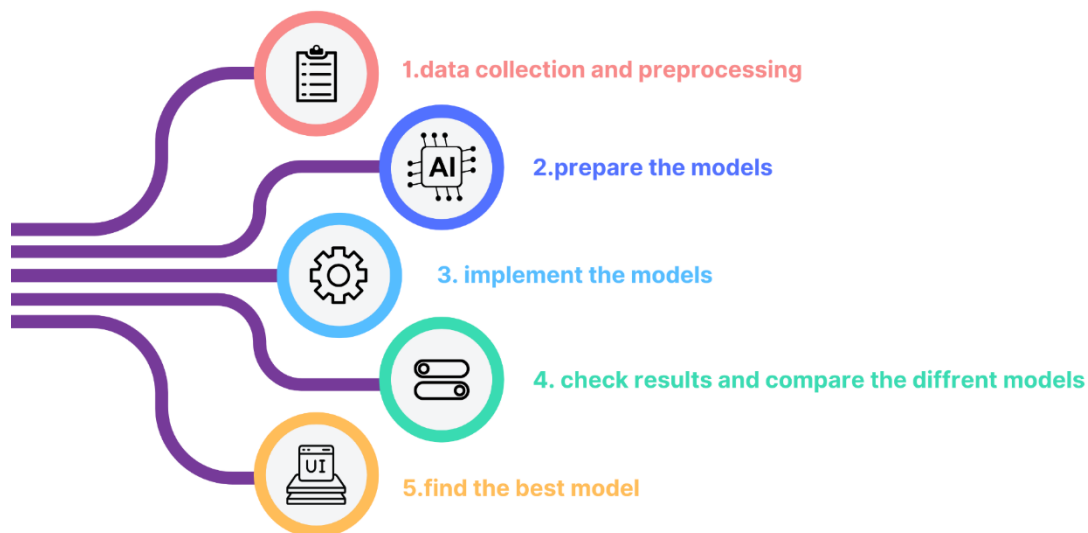 1.data collection and preprocessing
AI
2.prepare the models
3. implement the models
4. check results and compare the diffrent models
UI
5.find the best model